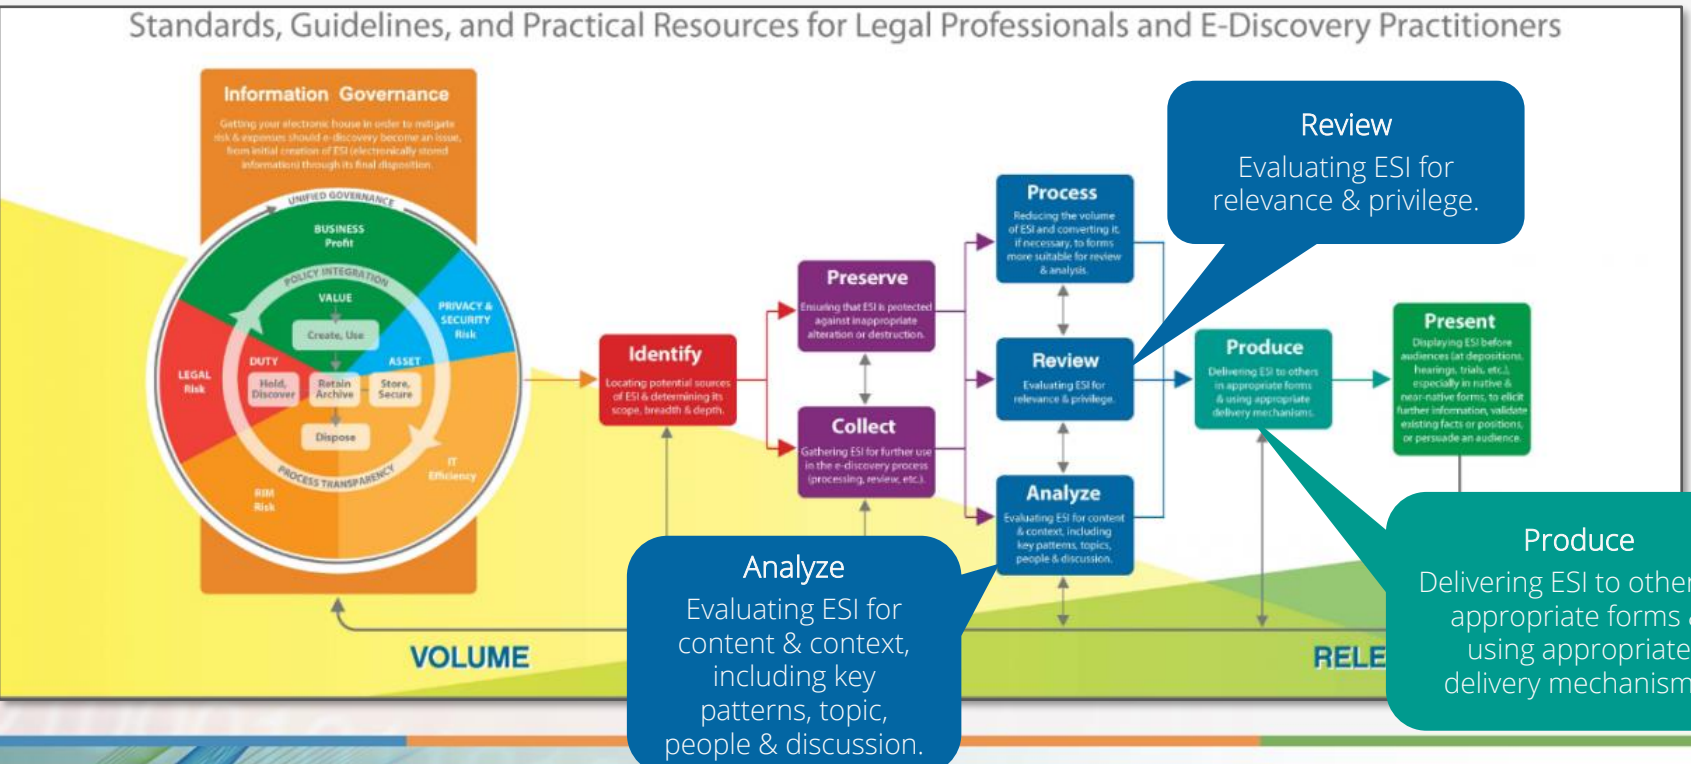 Standards, Guidelines, and Practical Resources for Legal Professionals and E-Discovery Practitioners
Information Governance
Getting your electronic house in order to mitigate
risk & expenses should e-discovery become an issue,
from initial creation of ESI (electronically stored
information) through its final disposition.
UNIFIED GOVERNANCE
BUSINESS
Profit
POLICY INTEGRATION
VALUE
Create, Use
PRIVACY &
SECURITY
Risk
DUTY
ASSET
LEGAL
Risk
Hold,
Discover
Retain
Archive
Store,
Secure
Dispose
PROCESS TRANSPARENCY
IT
Efficiency
RIM
Risk
Identify
Locating potential sources
of ESI & determining its
scope, breadth & depth.
Preserve
Ensuring that ESI is protected
against inappropriate
alteration or destruction.
Collect
Gathering ESI for further use
in the e-discovery process
(processing, review, etc.).
Process
Reducing the volume
of ESI and converting it,
if necessary, to forms
more suitable for review
& analysis.
Review
Evaluating ESI for
relevance & privilege.
Analyze
Evaluating ESI for content
& context, including
key patterns, topics,
people & discussion.
Review
Evaluating ESI for
relevance & privilege.
Produce
Delivering ESI to others
in appropriate forms
& using appropriate
delivery mechanisms.
Present
Displaying ESI before
audiences (at depositions,
hearings, trials, etc.),
especially in native &
near-native forms, to elicit
further information, validate
existing facts or positions,
or persuade an audience.
Analyze
Evaluating ESI for
content & context,
including key
patterns, topic,
people & discussion.
Produce
Delivering ESI to other
appropriate forms
using appropriate
delivery mechanism
VOLUME
RELE